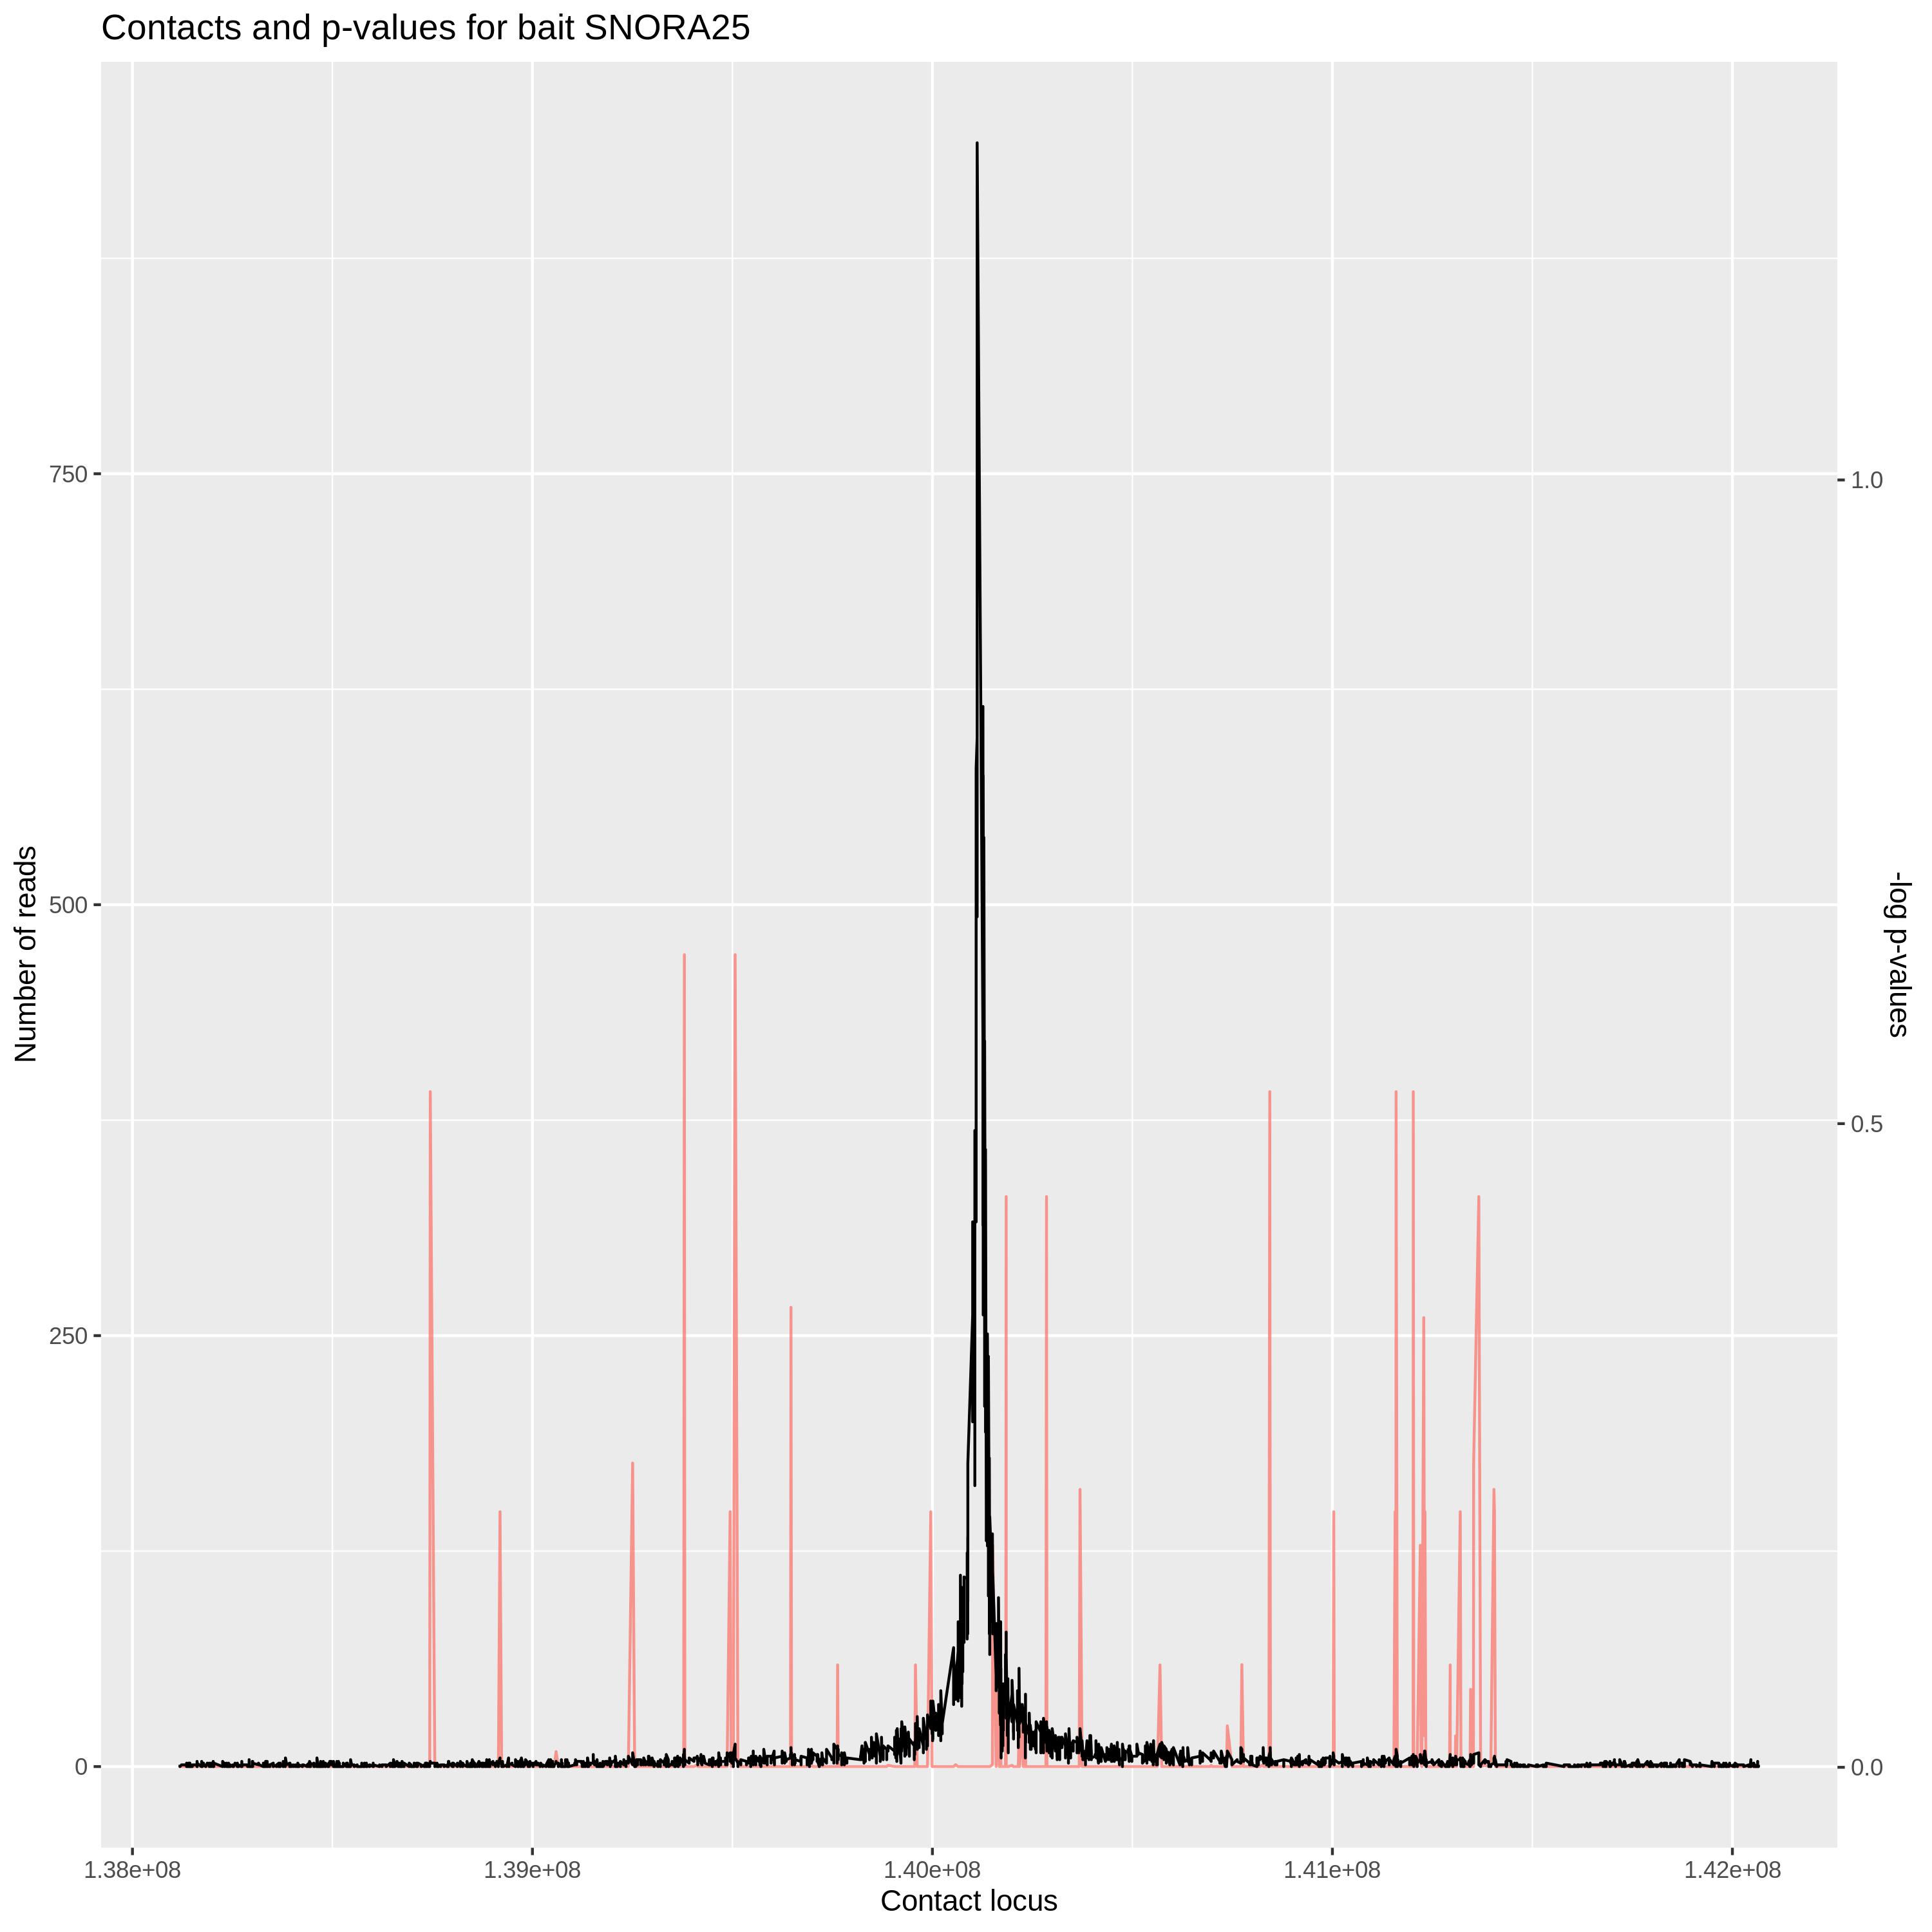 Contacts and p-values for bait SNORA25
Number of reads
750
500
250
0
1.0
0.5
0.0
-log p-values
1.38e+08
1.39e+08
1.40e+08
1.41e+08
1.42e+08
Contact locus